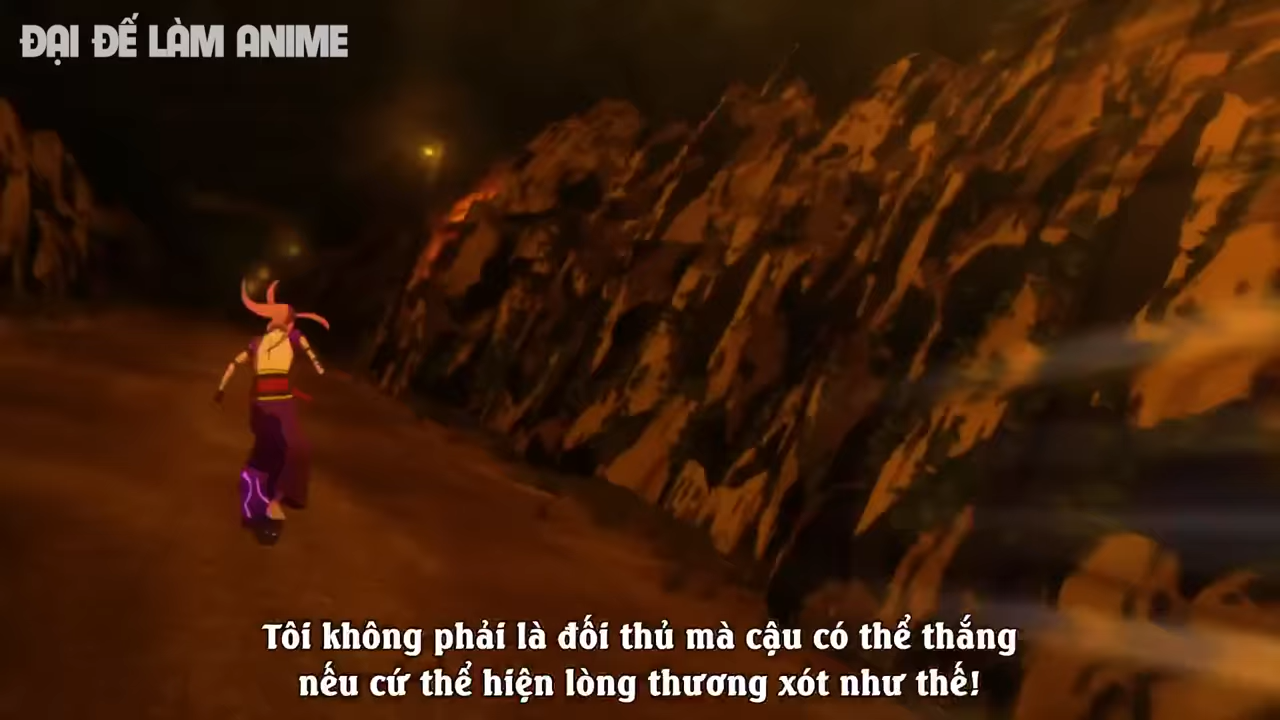 ĐẠI ĐẾ LÀM ANIME
Tôi không phải là đối thủ mà cậu có thể thắng
nếu cứ thể hiện lòng thương xót như thế!